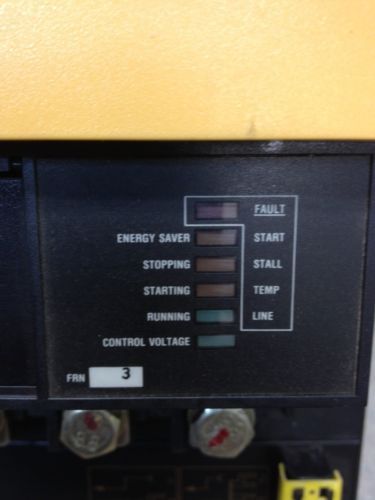 FAULT
ENERGY SAVER START
STOPPING STALL
STARTING TEMP
RUNNING LINE
CONTROL VOLTAGE
FRN 3